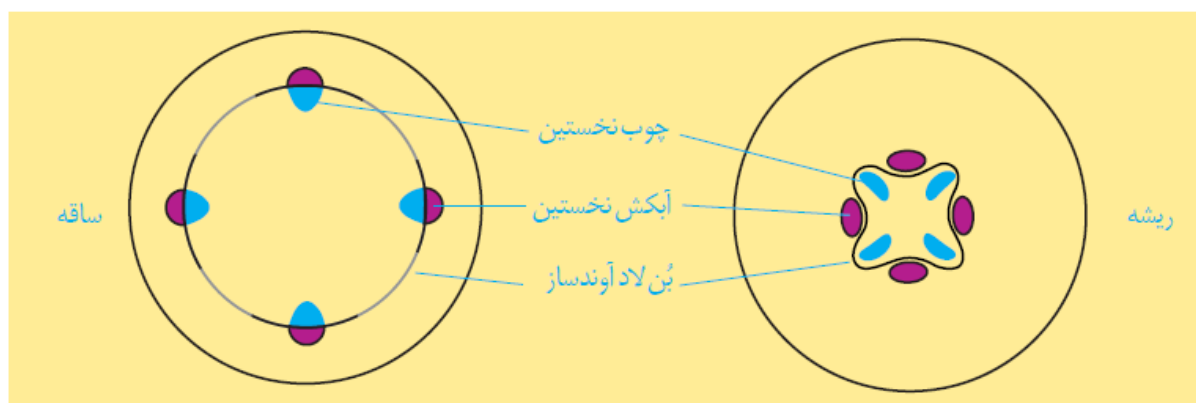 چوب نخستین
آبکش نخستین
ریشه
ساقه
بُن لاد آوندساز